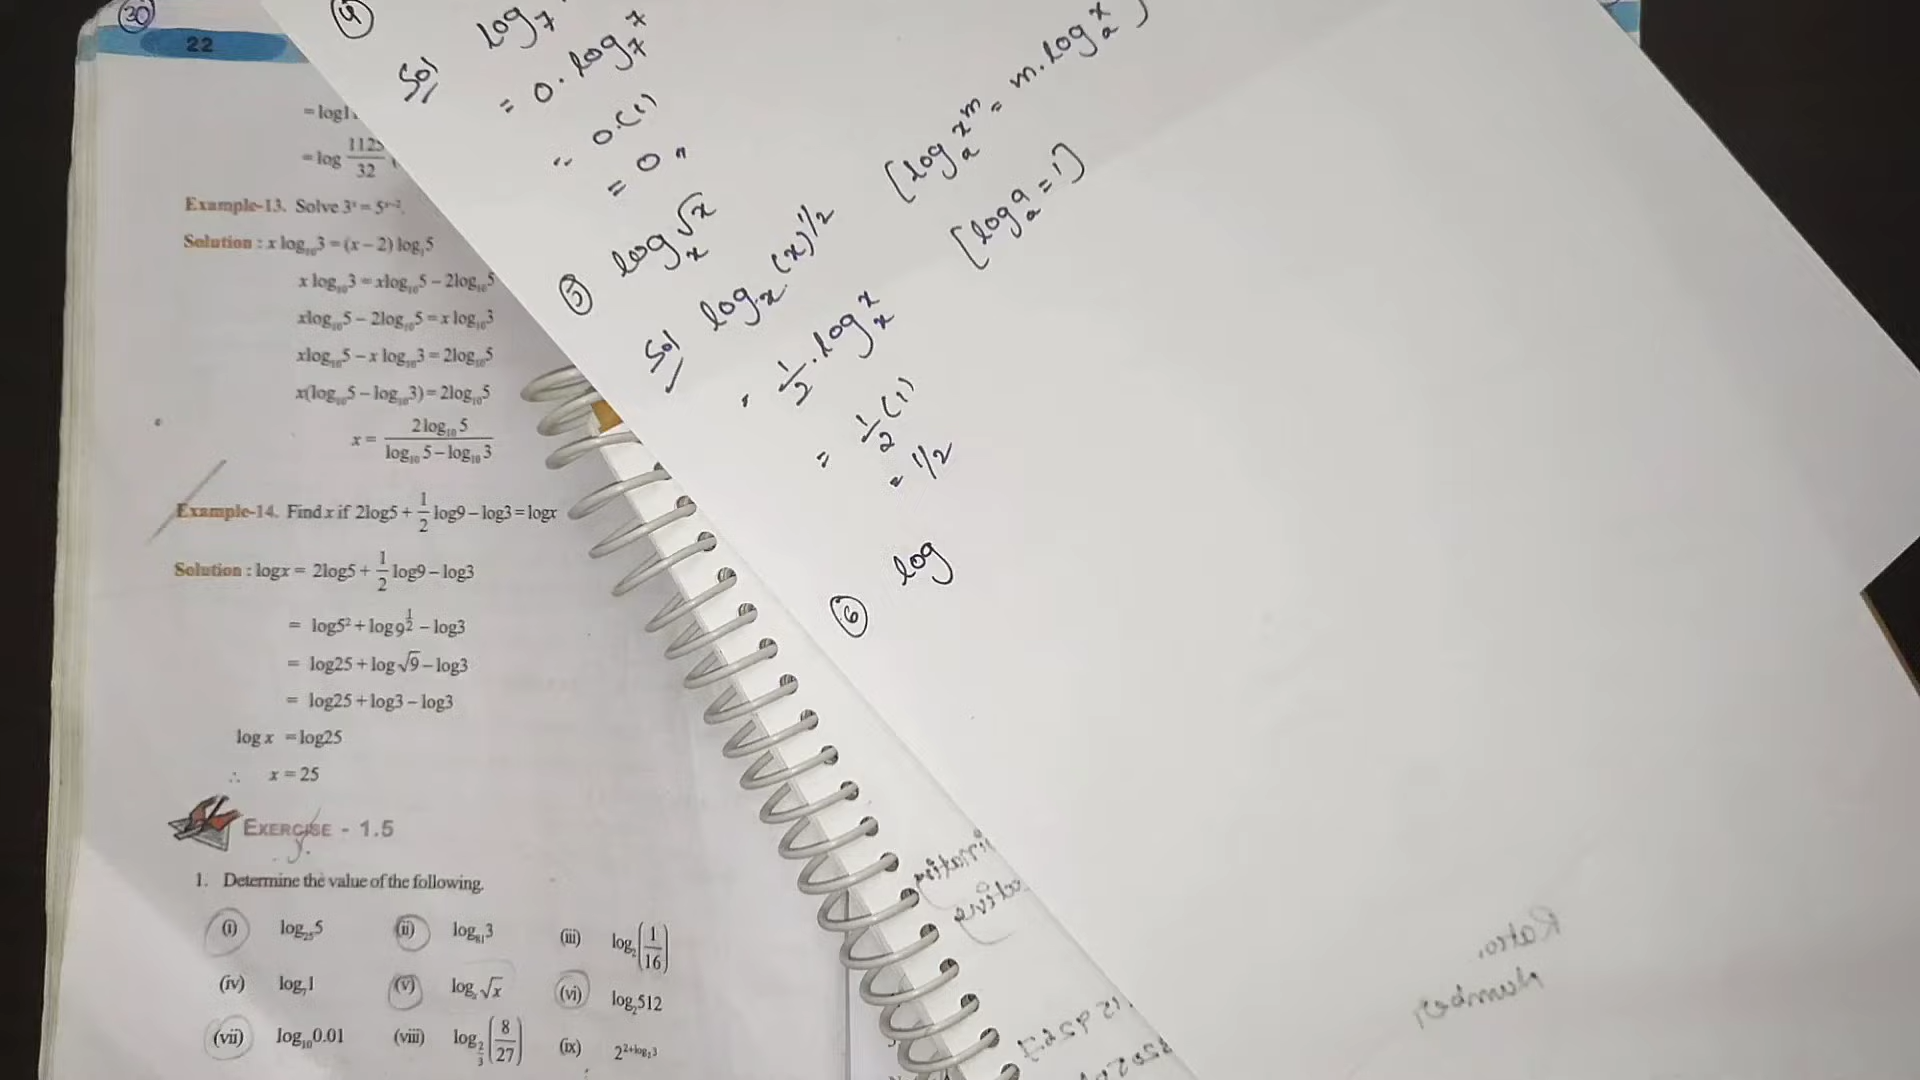 30
22
= log1
= log 1125/32
Example-13. Solve 3ˣ = 5ˣ⁻².
Solution : x log₁₀3 = (x − 2) log₁5
x log₁₀3 = xlog₁₀5 − 2log₁₀5
xlog₁₀5 − 2log₁₀5 = x log₁₀3
xlog₁₀5 − x log₁₀3 = 2log₁₀5
x(log₁₀5 − log₁₀3) = 2log₁₀5
x = 2log₁₀5 / (log₁₀5 − log₁₀3)
Example-14. Find x if 2log5 + 1/2 log9 − log3 = logx
Solution : logx = 2log5 + 1/2 log9 − log3
= log5² + log9^(1/2) − log3
= log25 + log√9 − log3
= log25 + log3 − log3
log x = log25
∴ x = 25
EXERCISE - 1.5
1. Determine the value of the following.
(i) log₂₅5 (ii) log₈₁3 (iii) log₂(1/16)
(iv) log₇1 (v) logₓ√x (vi) log₂512
(vii) log₁₀0.01 (viii) log_(2/3)(8/27) (ix) 2^(2+log₂3)
4 log₇
Sol = 0 . log₇⁷
= 0.(1)
= 0 "
5 logₓ√x
Sol logₓ(x)^1/2 [logₐxᵐ = m.logₐx]
= 1/2 . logₓx [logₐa = 1]
= 1/2 (1)
= 1/2
6 log